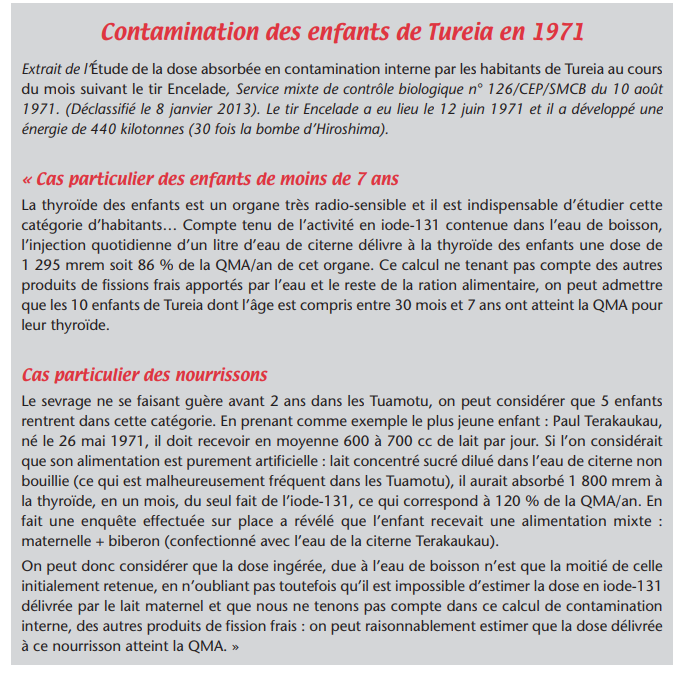 Contamination des enfants de Tureia en 1971
Extrait de l’Étude de la dose absorbée en contamination interne par les habitants de Tureia au cours
du mois suivant le tir Encelade, Service mixte de contrôle biologique n° 126/CEP/SMCB du 10 août
1971. (Déclassifié le 8 janvier 2013). Le tir Encelade a eu lieu le 12 juin 1971 et il a développé une
énergie de 440 kilotonnes (30 fois la bombe d’Hiroshima).
« Cas particulier des enfants de moins de 7 ans
La thyroïde des enfants est un organe très radio-sensible et il est indispensable d’étudier cette
catégorie d’habitants… Compte tenu de l’activité en iode-131 contenue dans l’eau de boisson,
l’injection quotidienne d’un litre d’eau de citerne délivre à la thyroïde des enfants une dose de
1 295 mrem soit 86 % de la QMA/an de cet organe. Ce calcul ne tenant pas compte des autres
produits de fissions frais apportés par l’eau et le reste de la ration alimentaire, on peut admettre
que les 10 enfants de Tureia dont l’âge est compris entre 30 mois et 7 ans ont atteint la QMA pour
leur thyroïde.
Cas particulier des nourrissons
Le sevrage ne se faisant guère avant 2 ans dans les Tuamotu, on peut considérer que 5 enfants
rentrent dans cette catégorie. En prenant comme exemple le plus jeune enfant : Paul Terakaukau,
né le 26 mai 1971, il doit recevoir en moyenne 600 à 700 cc de lait par jour. Si l’on considérait
que son alimentation est purement artificielle : lait concentré sucré dilué dans l’eau de citerne non
bouillie (ce qui est malheureusement fréquent dans les Tuamotu), il aurait absorbé 1 800 mrem à
la thyroïde, en un mois, du seul fait de l’iode-131, ce qui correspond à 120 % de la QMA/an. En
fait une enquête effectuée sur place a révélé que l’enfant recevait une alimentation mixte :
maternelle + biberon (confectionné avec l’eau de la citerne Terakaukau).
On peut donc considérer que la dose ingérée, due à l’eau de boisson n’est que la moitié de celle
initialement retenue, en n’oubliant pas toutefois qu’il est impossible d’estimer la dose en iode-131
délivrée par le lait maternel et que nous ne tenons pas compte dans ce calcul de contamination
interne, des autres produits de fission frais : on peut raisonnablement estimer que la dose délivrée
à ce nourrisson atteint la QMA. »